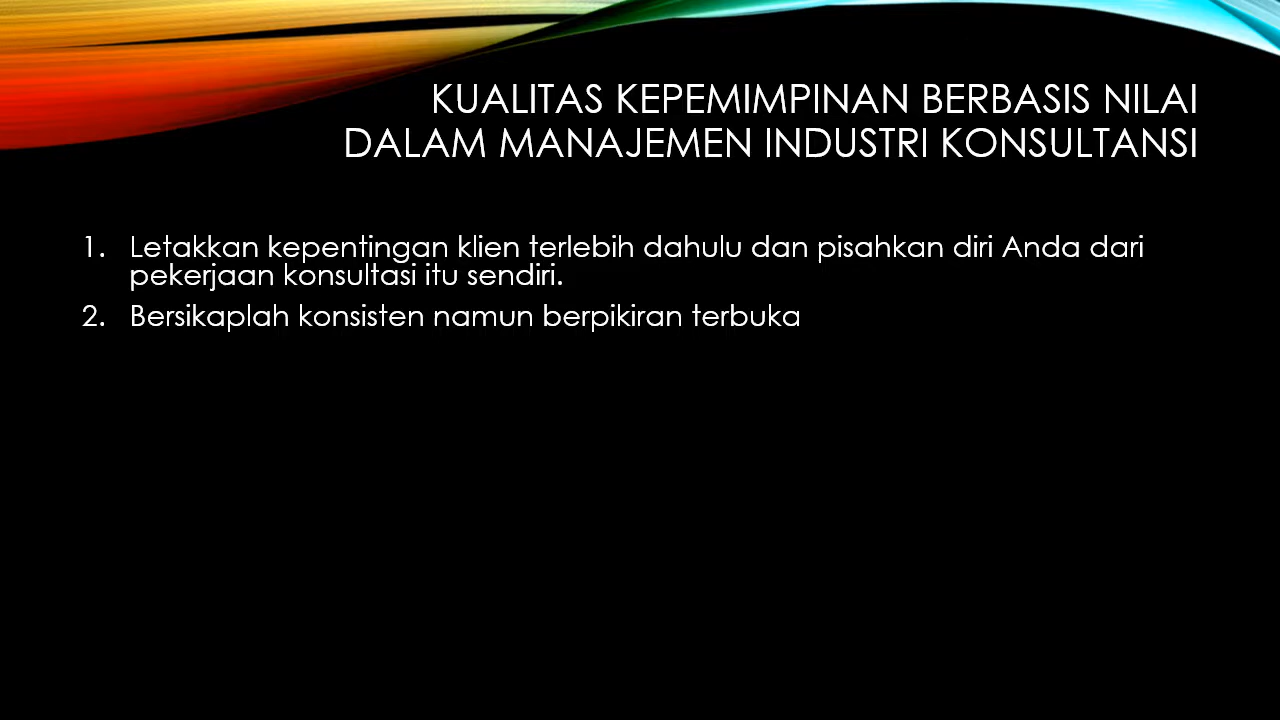 KUALITAS KEPEMIMPINAN BERBASIS NILAI
DALAM MANAJEMEN INDUSTRI KONSULTANSI
1. Letakkan kepentingan klien terlebih dahulu dan pisahkan diri Anda dari
pekerjaan konsultasi itu sendiri.
2. Bersikaplah konsisten namun berpikiran terbuka